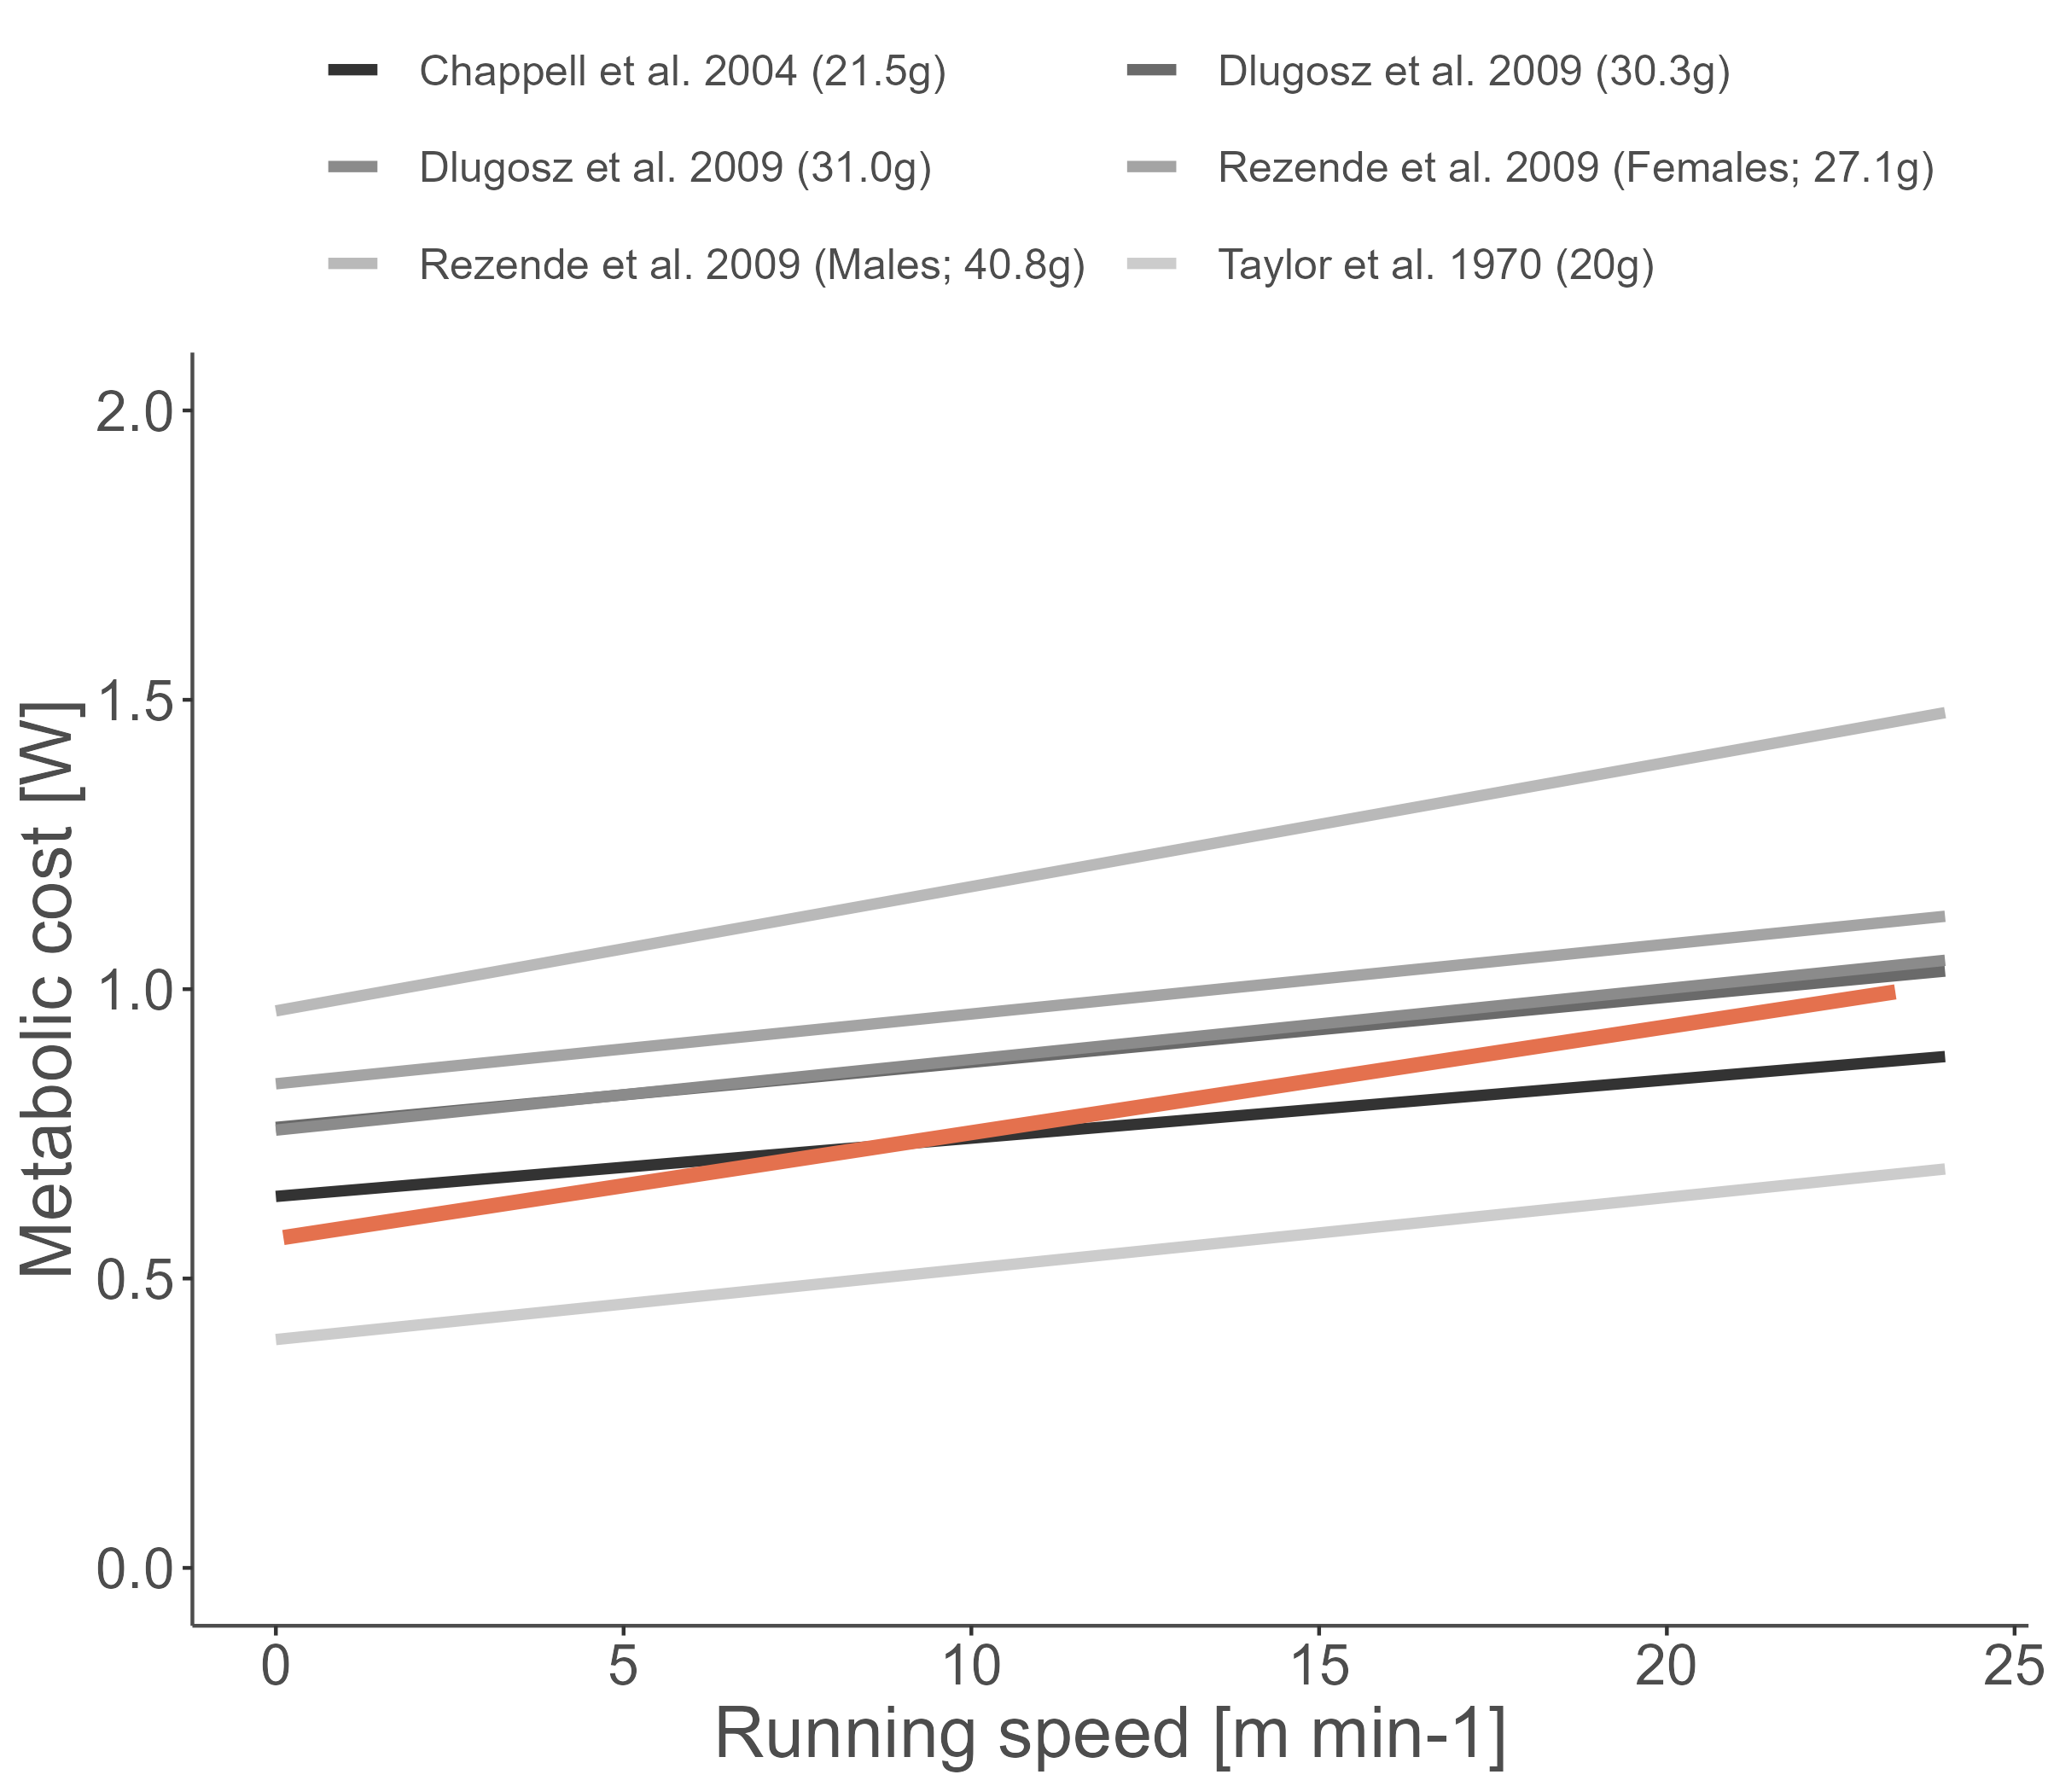 Chappell et al. 2004 (21.5g) Dlugosz et al. 2009 (30.3g)
Dlugosz et al. 2009 (31.0g) Rezende et al. 2009 (Females; 27.1g)
Rezende et al. 2009 (Males; 40.8g) Taylor et al. 1970 (20g)
Metabolic cost [W]
2.0
1.5
1.0
0.5
0.0
0 5 10 15 20 25
Running speed [m min-1]